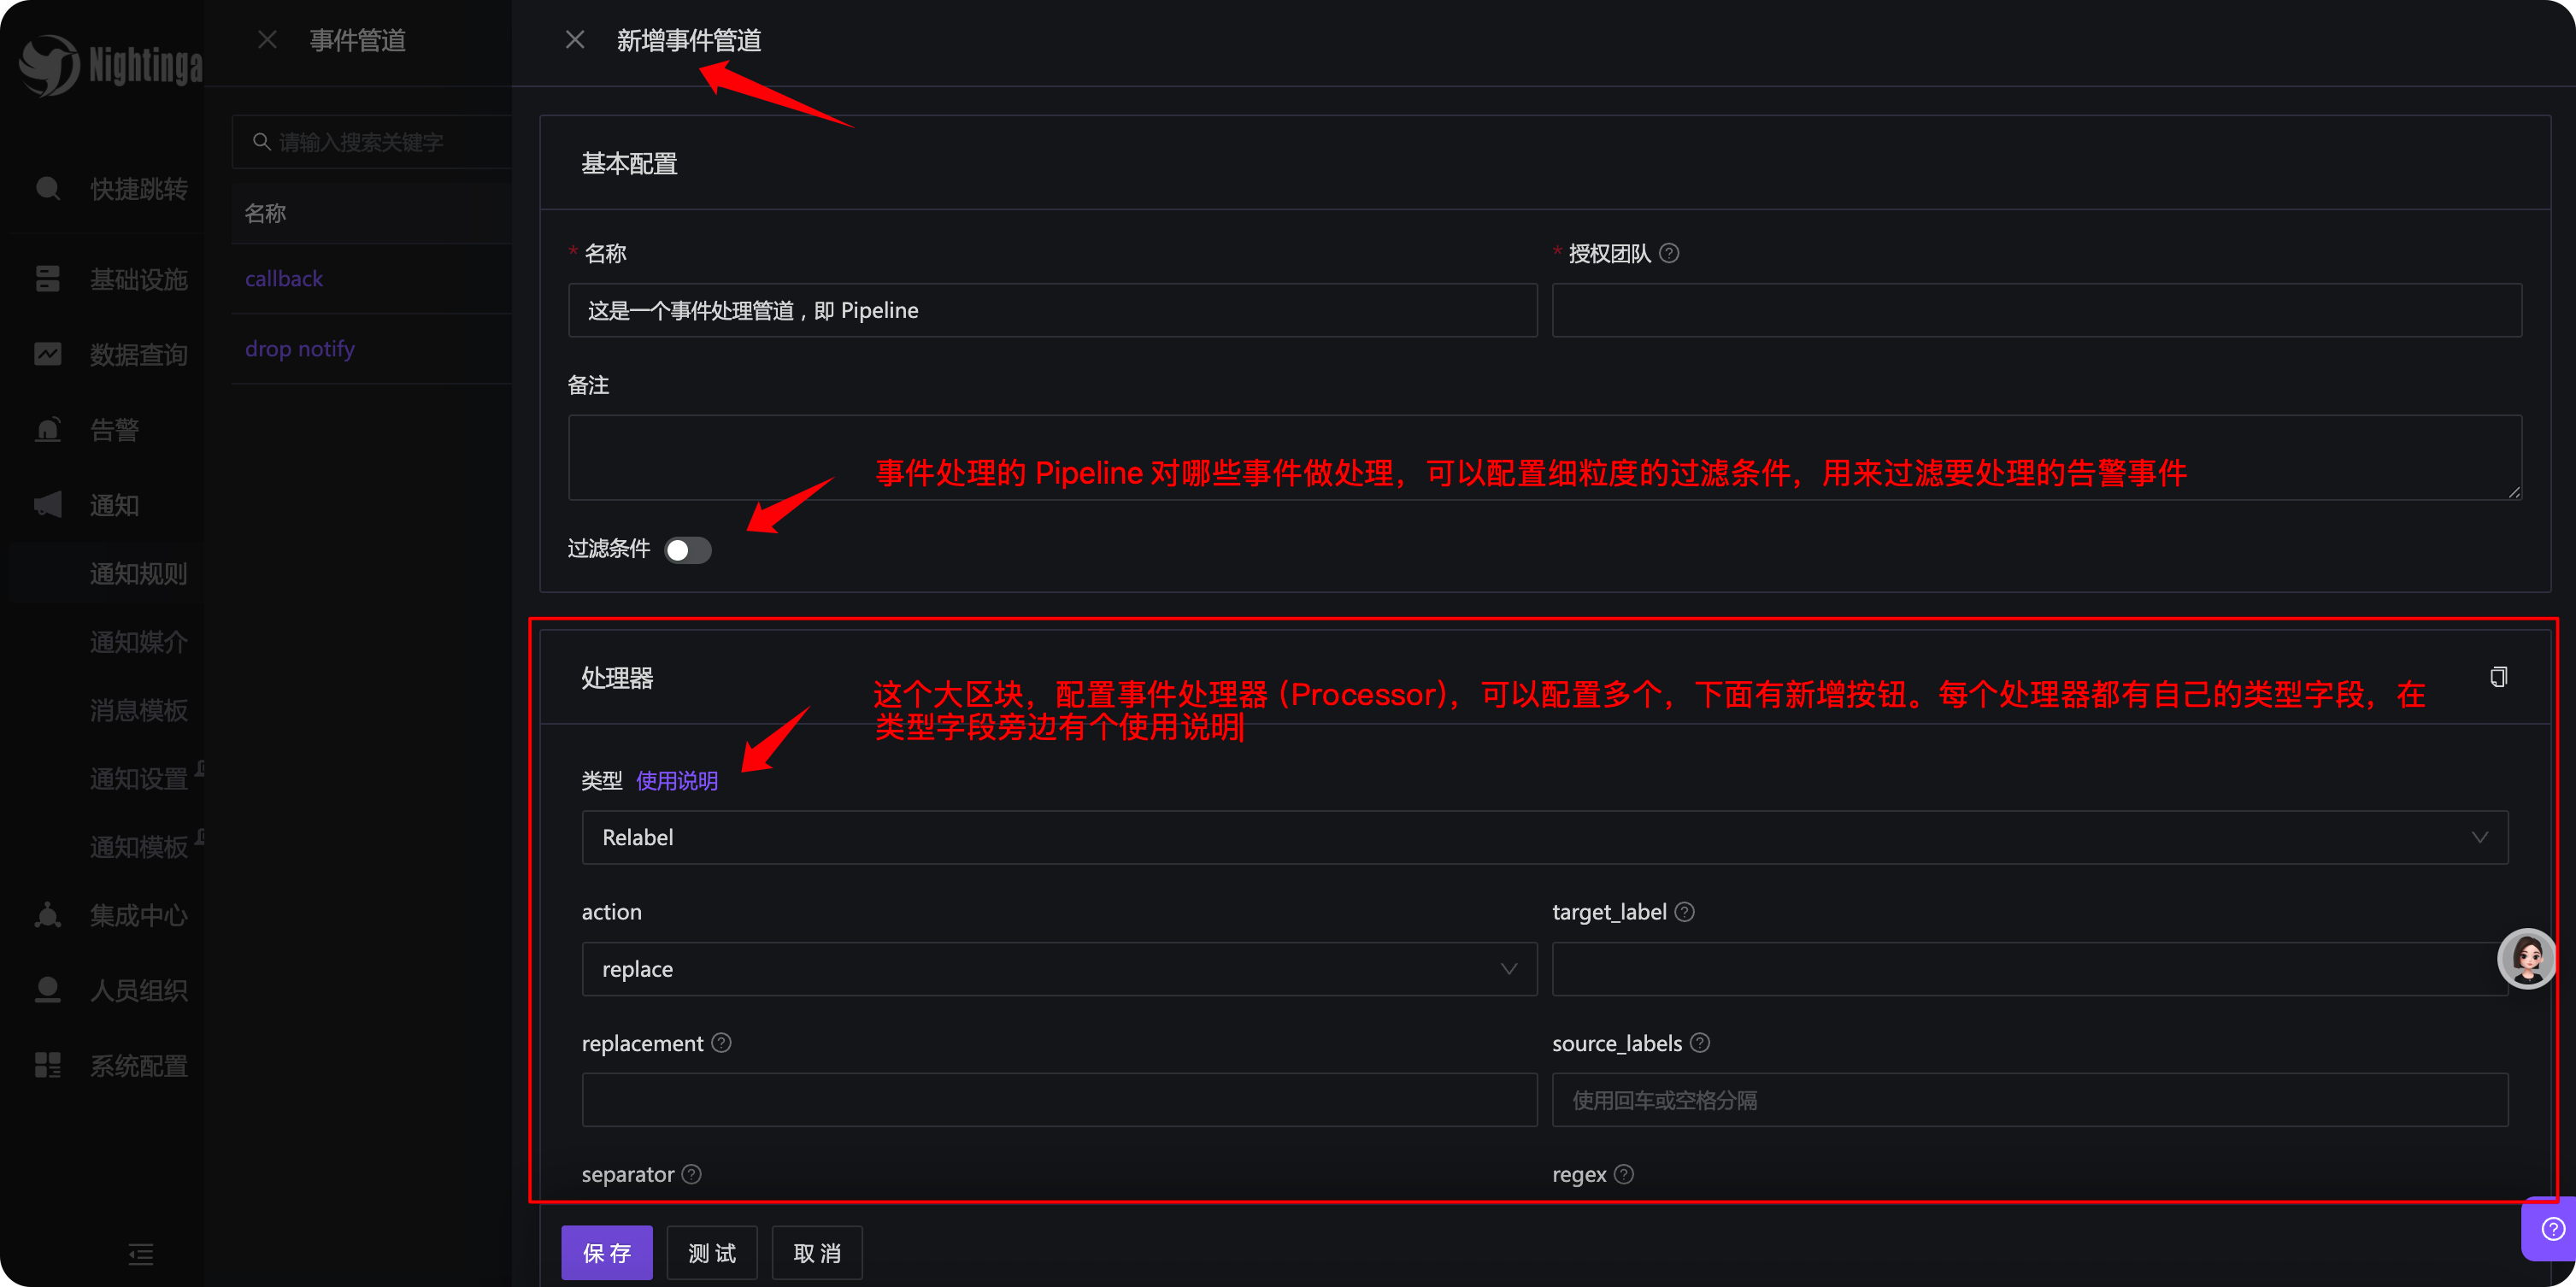 Nightinga
快捷跳转
基础设施
数据查询
告警
通知
通知规则
通知媒介
消息模板
通知设置
通知模板
集成中心
人员组织
系统配置
事件管道
请输入搜索关键字
名称
callback
drop notify
新增事件管道
基本配置
* 名称
* 授权团队
这是一个事件处理管道，即 Pipeline
备注
事件处理的 Pipeline 对哪些事件做处理，可以配置细粒度的过滤条件，用来过滤要处理的告警事件
过滤条件
处理器
这个大区块，配置事件处理器 (Processor)，可以配置多个，下面有新增按钮。每个处理器都有自己的类型字段，在
类型字段旁边有个使用说明
类型 使用说明
Relabel
action
target_label
replace
replacement
source_labels
使用回车或空格分隔
separator
regex
保存
测试
取消